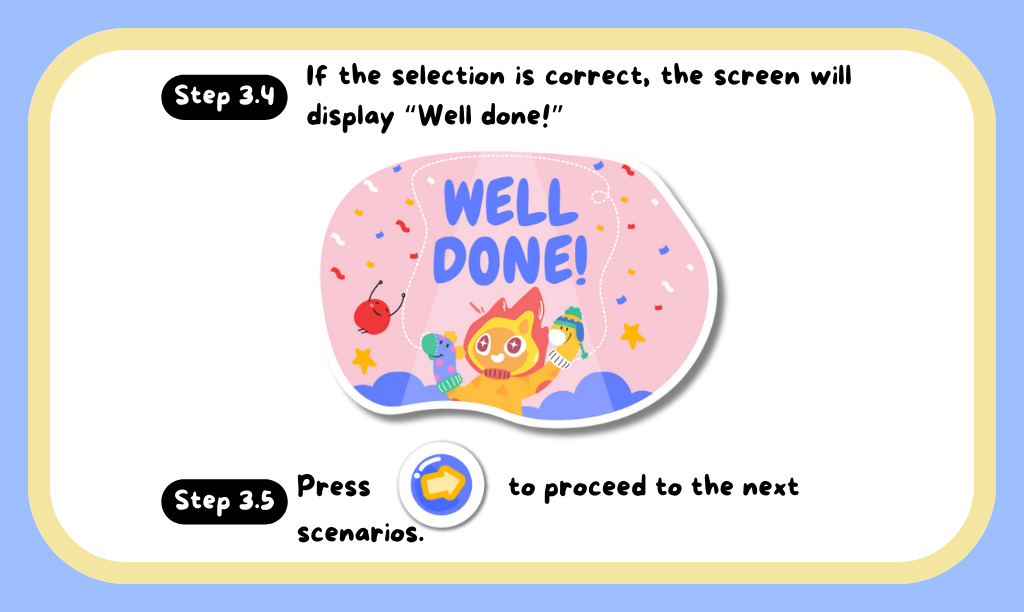 Step 3.4
If the selection is correct, the screen will
display “Well done!”
WELL
DONE!
Step 3.5
Press to proceed to the next
scenarios.